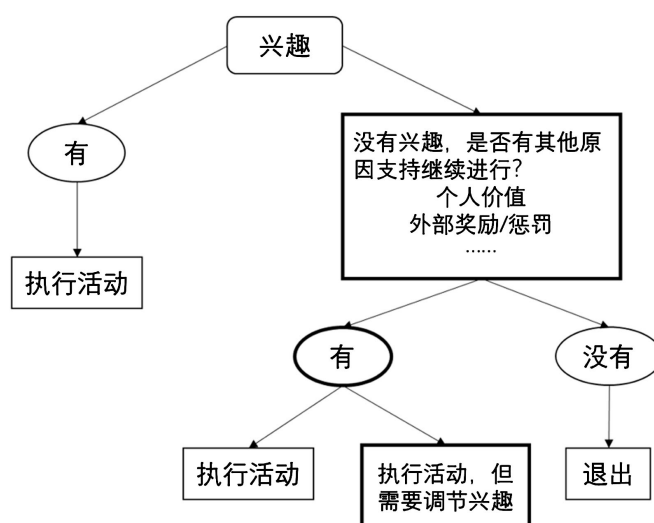 兴趣
有
没有兴趣，是否有其他原
因支持继续进行？
个人价值
外部奖励/惩罚
……
执行活动
有
没有
执行活动
执行活动，但
需要调节兴趣
退出